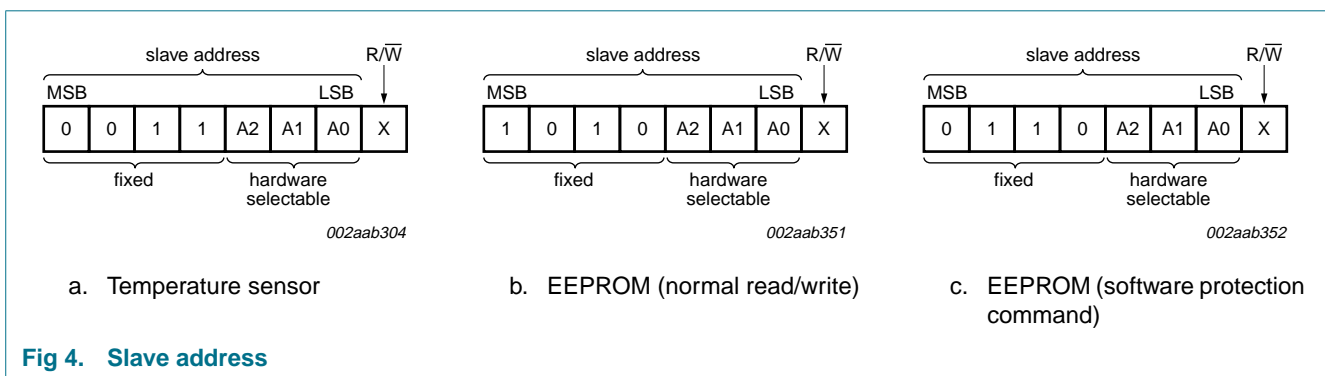 slave address R/W̅
MSB LSB
0 0 1 1 A2 A1 A0 X
fixed hardware
selectable
002aab304
a. Temperature sensor
slave address R/W̅
MSB LSB
1 0 1 0 A2 A1 A0 X
fixed hardware
selectable
002aab351
b. EEPROM (normal read/write)
slave address R/W̅
MSB LSB
0 1 1 0 A2 A1 A0 X
fixed hardware
selectable
002aab352
c. EEPROM (software protection
command)
Fig 4. Slave address